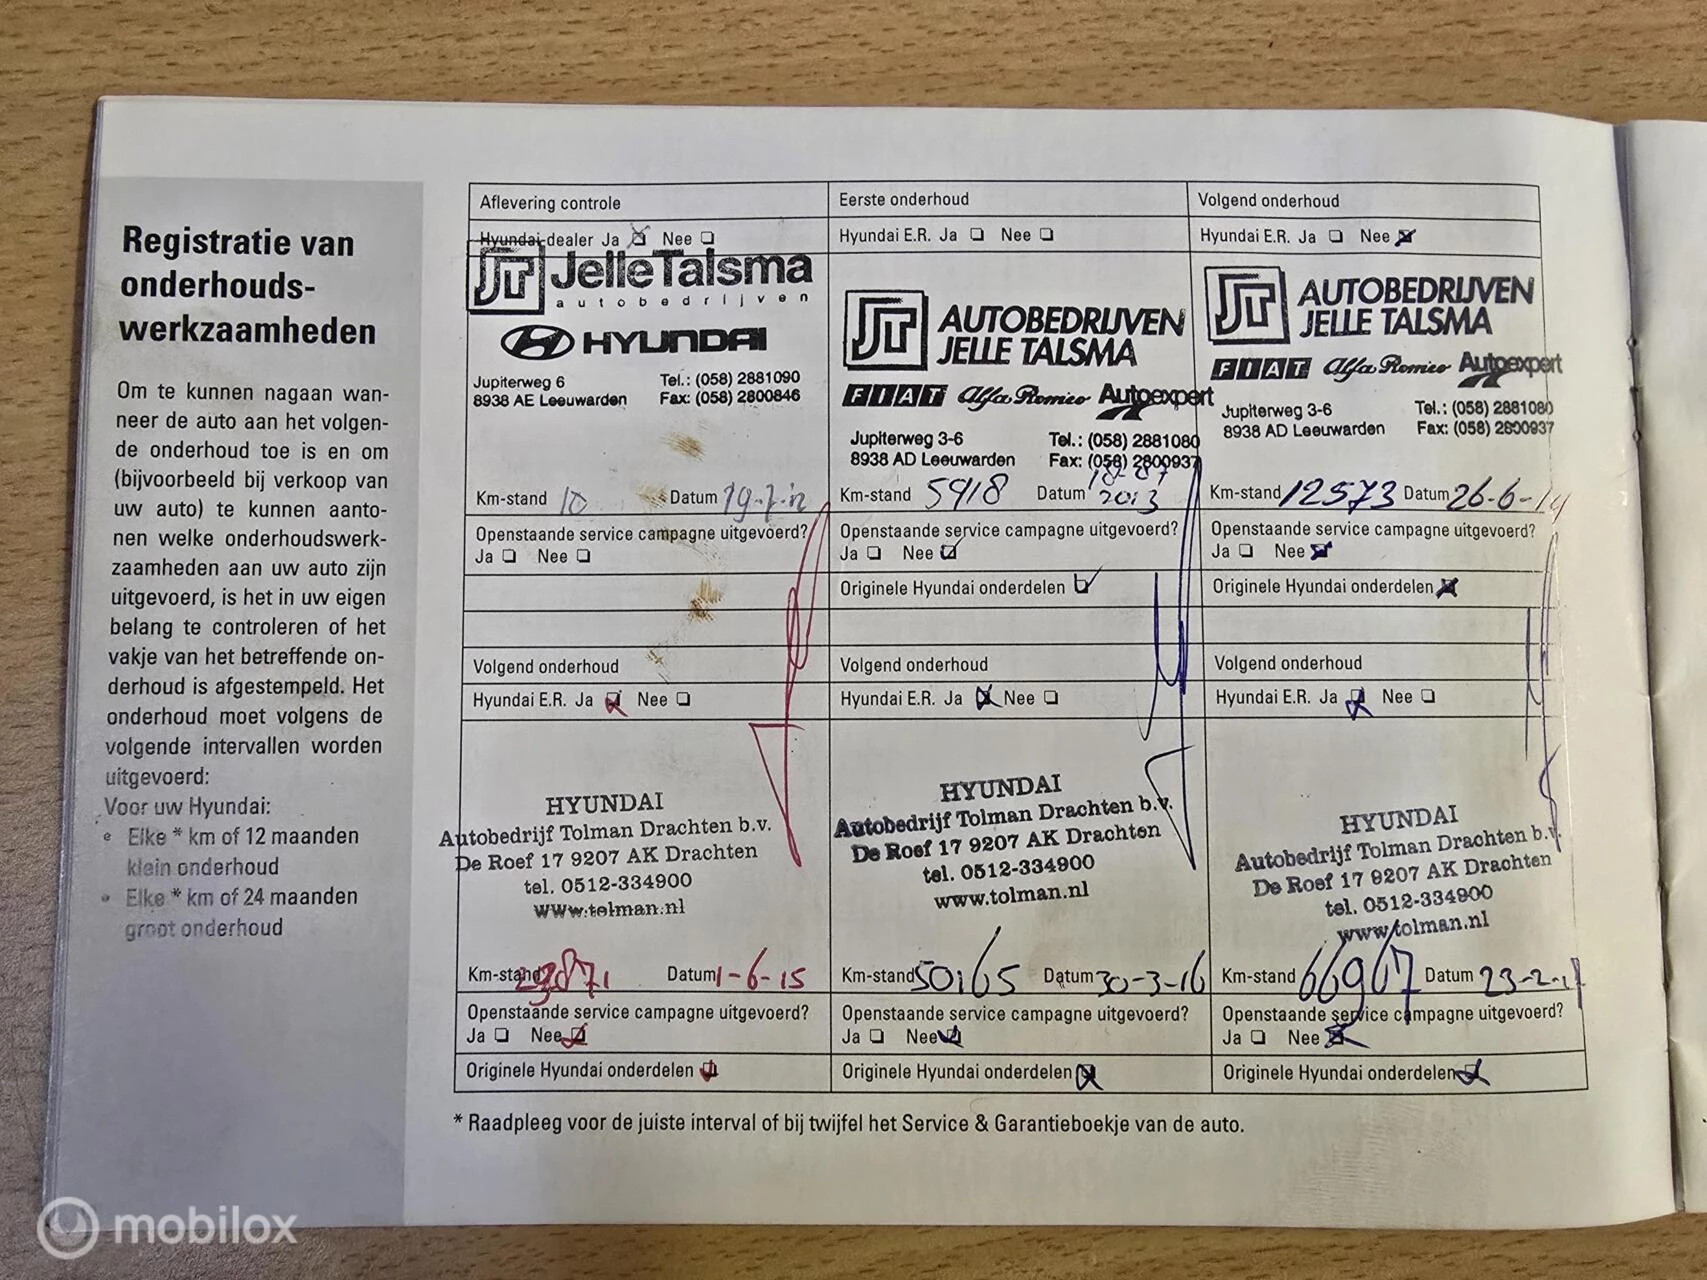 Registratie van
onderhouds-
werkzaamheden
Om te kunnen nagaan wan-
neer de auto aan het volgen-
de onderhoud toe is en om
(bijvoorbeeld bij verkoop van
uw auto) te kunnen aanto-
nen welke onderhoudswerk-
zaamheden aan uw auto zijn
uitgevoerd, is het in uw eigen
belang te controleren of het
vakje van het betreffende on-
derhoud is afgestempeld. Het
onderhoud moet volgens de
volgende intervallen worden
uitgevoerd:
Voor uw Hyundai:
Elke * km of 12 maanden
klein onderhoud
Elke * km of 24 maanden
groot onderhoud
Aflevering controle
Hyundai-dealer Ja Nee
JT JelleTalsma
autobedrijven
HYUNDAI
Jupiterweg 6 Tel.: (058) 2881090
8938 AE Leeuwarden Fax: (058) 2800846
Km-stand 10 Datum 19-7-12
Openstaande service campagne uitgevoerd?
Ja Nee
Eerste onderhoud
Hyundai E.R. Ja Nee
JT AUTOBEDRIJVEN
JELLE TALSMA
FIAT Alfa Romeo Autoexpert
Jupiterweg 3-6 Tel.: (058) 2881080
8938 AD Leeuwarden Fax: (058) 2800937
Km-stand 5918 Datum 2013
Openstaande service campagne uitgevoerd?
Ja Nee
Originele Hyundai onderdelen
Volgend onderhoud
Hyundai E.R. Ja Nee
JT AUTOBEDRIJVEN
JELLE TALSMA
FIAT Alfa Romeo Autoexpert
Jupiterweg 3-6 Tel.: (058) 2881080
8938 AD Leeuwarden Fax: (058) 2800937
Km-stand 12573 Datum 26-6-14
Openstaande service campagne uitgevoerd?
Ja Nee
Originele Hyundai onderdelen
Volgend onderhoud
Hyundai E.R. Ja Nee
HYUNDAI
Autobedrijf Tolman Drachten b.v.
De Roef 17 9207 AK Drachten
tel. 0512-334900
www.tolman.nl
Km-stand Datum 1-6-15
Openstaande service campagne uitgevoerd?
Ja Nee
Originele Hyundai onderdelen
Volgend onderhoud
Hyundai E.R. Ja Nee
HYUNDAI
Autobedrijf Tolman Drachten b.v.
De Roef 17 9207 AK Drachten
tel. 0512-334900
www.tolman.nl
Km-stand 50165 Datum 30-3-16
Openstaande service campagne uitgevoerd?
Ja Nee
Originele Hyundai onderdelen
Volgend onderhoud
Hyundai E.R. Ja Nee
HYUNDAI
Autobedrijf Tolman Drachten b.v.
De Roef 17 9207 AK Drachten
tel. 0512-334900
www.tolman.nl
Km-stand 66967 Datum 23-2-17
Openstaande service campagne uitgevoerd?
Ja Nee
Originele Hyundai onderdelen
* Raadpleeg voor de juiste interval of bij twijfel het Service & Garantieboekje van de auto.
mobilox